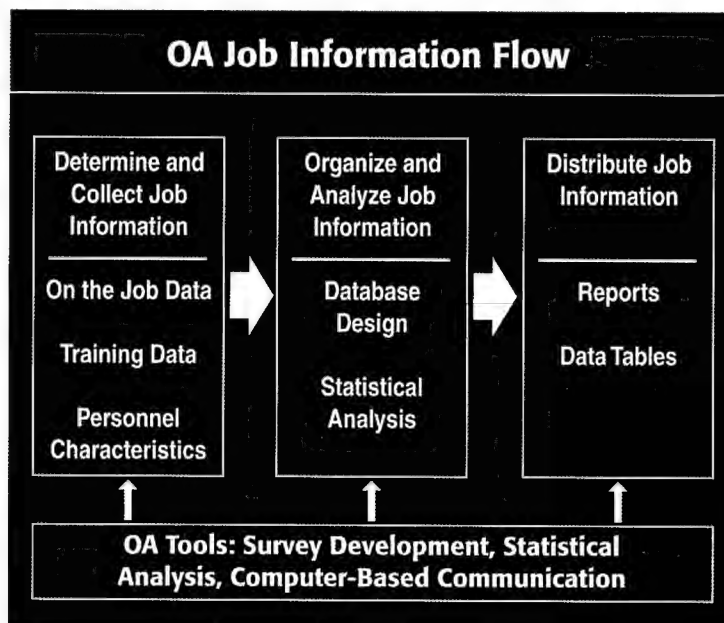 OA Job Information Flow
Determine and
Collect Job
Information
On the Job Data
Training Data
Personnel
Characteristics
Organize and
Analyze Job
Information
Database
Design
Statistical
Analysis
Distribute Job
Information
Reports
Data Tables
OA Tools: Survey Development, Statistical
Analysis, Computer-Based Communication